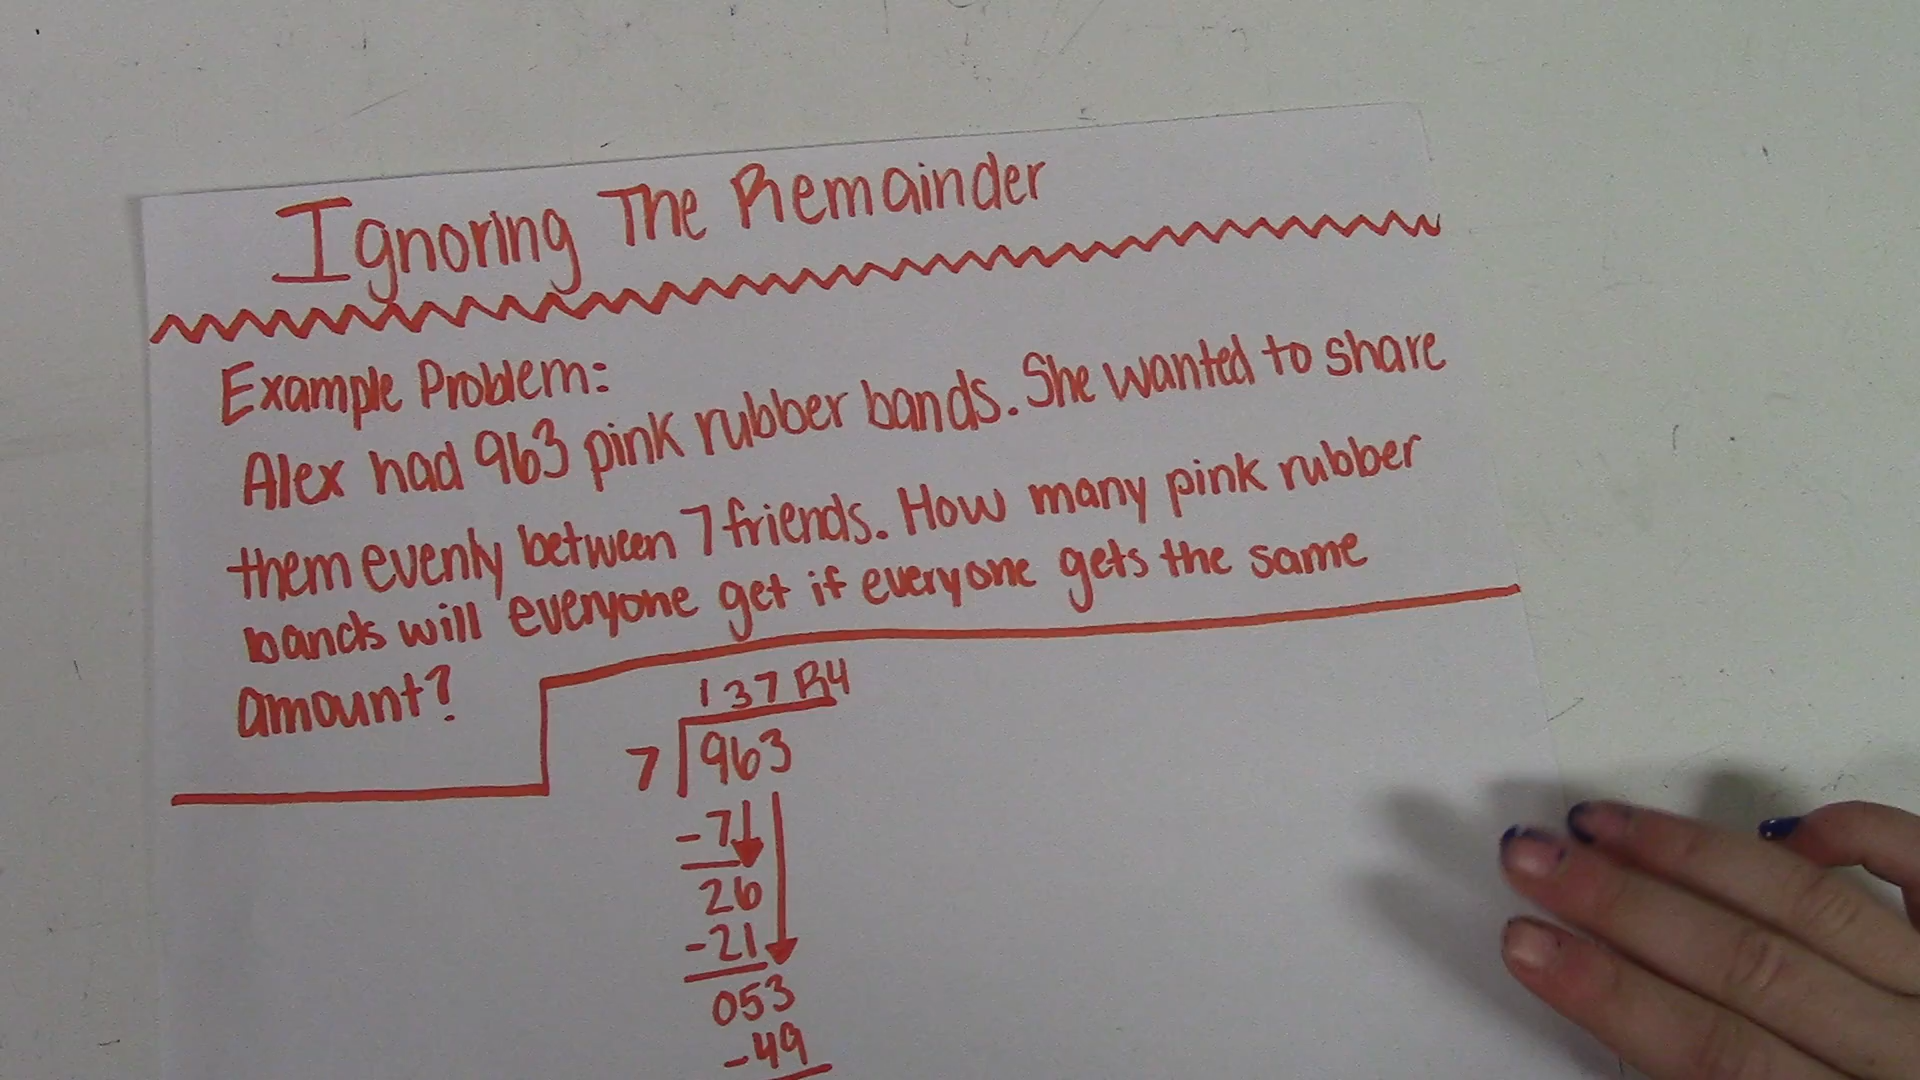 Ignoring The Remainder
Example Problem:
Alex had 963 pink rubber bands. She wanted to share
them evenly between 7 friends. How many pink rubber
bands will everyone get if everyone gets the same
amount?
137 R4
7 963
-7
26
-21
053
-49